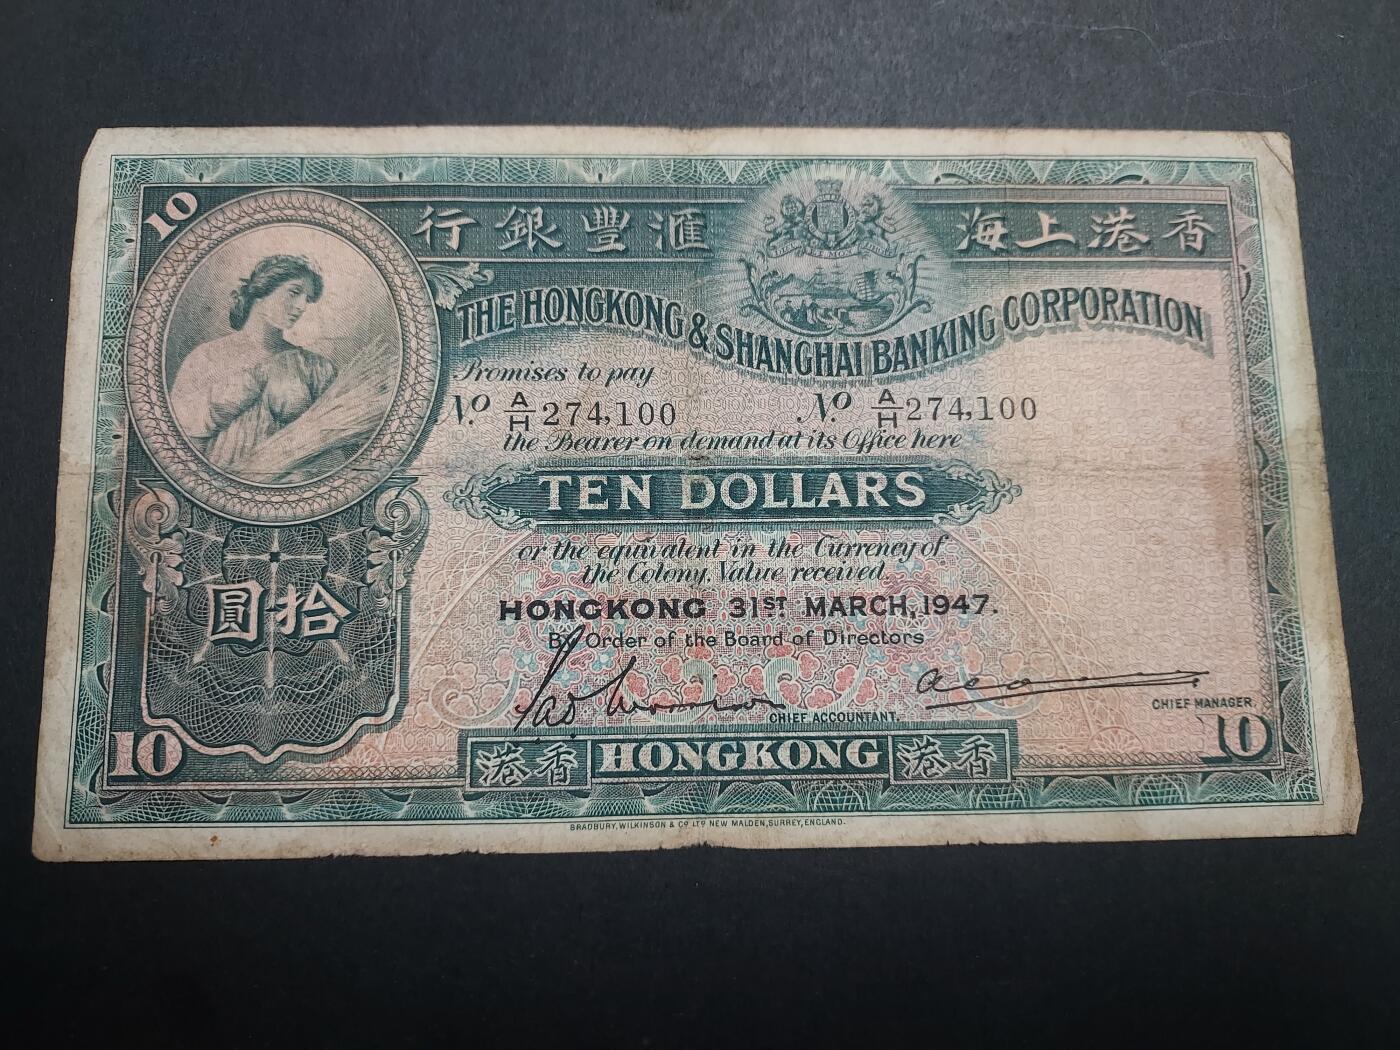 10
行銀豐滙 海上港香
THE HONGKONG & SHANGHAI BANKING CORPORATION
Promises to pay
No. A/H 274,100 No. A/H 274,100
the Bearer on demand at its Office here
TEN DOLLARS
or the equivalent in the Currency of
the Colony, Value received.
圓拾
HONGKONG 31ST MARCH, 1947.
By Order of the Board of Directors
CHIEF ACCOUNTANT.
CHIEF MANAGER.
10 港香 HONGKONG 港香 10
BRADBURY, WILKINSON & Co LTD NEW MALDEN, SURREY, ENGLAND.